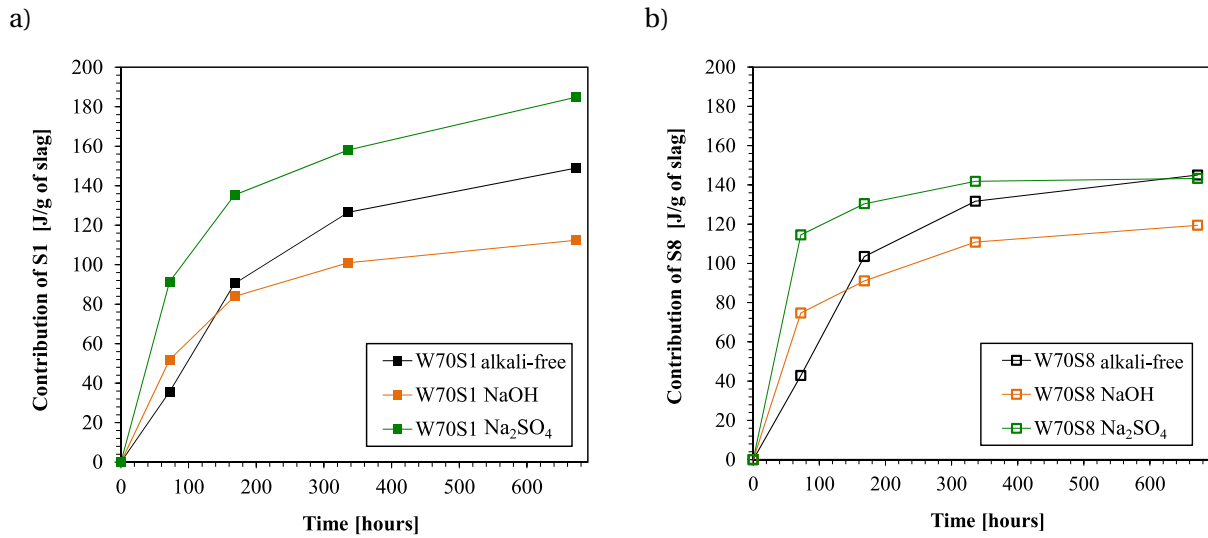 a)
Contribution of S1 [J/g of slag]
200
180
160
140
120
100
80
60
40
20
0
0 100 200 300 400 500 600
Time [hours]
W70S1 alkali-free
W70S1 NaOH
W70S1 Na₂SO₄
b)
Contribution of S8 [J/g of slag]
200
180
160
140
120
100
80
60
40
20
0
0 100 200 300 400 500 600
Time [hours]
W70S8 alkali-free
W70S8 NaOH
W70S8 Na₂SO₄